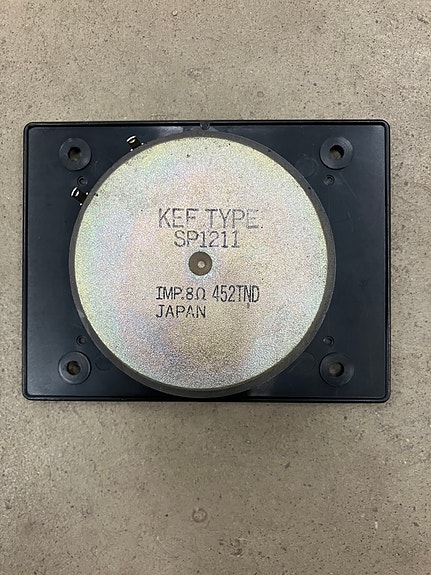 KEF.TYPE.
SP1211
IMP.8Ω 452TND
JAPAN